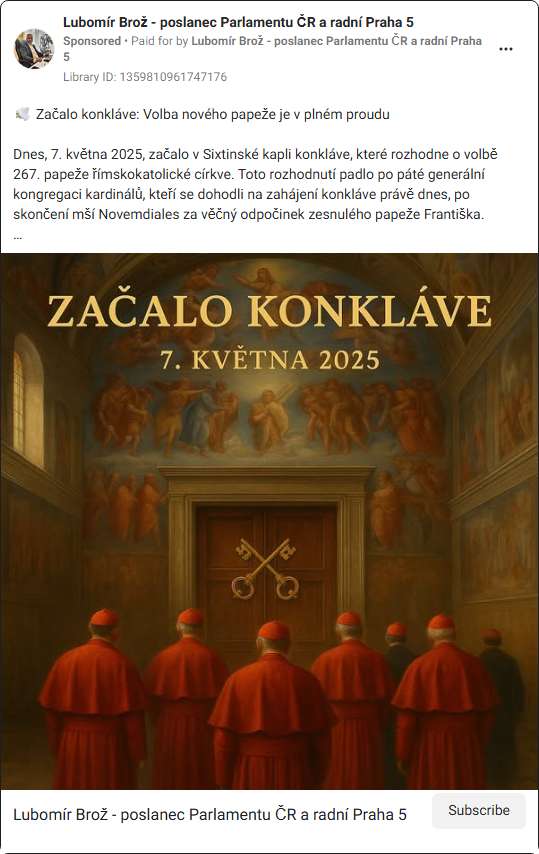 Lubomír Brož - poslanec Parlamentu ČR a radní Praha 5
Sponsored • Paid for by Lubomír Brož - poslanec Parlamentu ČR a radní Praha
5
Library ID: 1359810961747176
🕊️ Začalo konkláve: Volba nového papeže je v plném proudu
Dnes, 7. května 2025, začalo v Sixtinské kapli konkláve, které rozhodne o volbě
267. papeže římskokatolické církve. Toto rozhodnutí padlo po páté generální
kongregaci kardinálů, kteří se dohodli na zahájení konkláve právě dnes, po
skončení mší Novemdiales za věčný odpočinek zesnulého papeže Františka.
...
ZAČALO KONKLÁVE
7. KVĚTNA 2025
Lubomír Brož - poslanec Parlamentu ČR a radní Praha 5
Subscribe